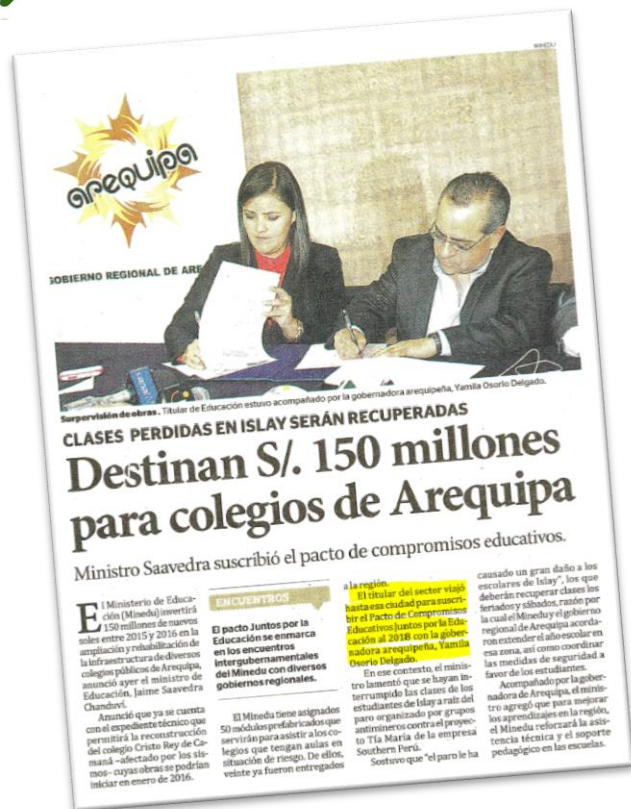 MINEDU
arequipa
GOBIERNO REGIONAL DE ARE
Surpervisión de obras. Titular de Educación estuvo acompañado por la gobernadora arequipeña, Yamila Osorio Delgado.
CLASES PERDIDAS EN ISLAY SERÁN RECUPERADAS
Destinan S/. 150 millones
para colegios de Arequipa
Ministro Saavedra suscribió el pacto de compromisos educativos.
El Ministerio de Educa-
ción (Minedu) invertirá
150 millones de nuevos
soles entre 2015 y 2016 en la
ampliación y rehabilitación de
la infraestructura de diversos
colegios públicos de Arequipa,
anunció ayer el ministro de
Educación, Jaime Saavedra
Chanduví.
Anunció que ya se cuenta
con el expediente técnico que
permitirá la reconstrucción
del colegio Cristo Rey de Ca-
maná –afectado por los sis-
mos– cuyas obras se podrían
iniciar en enero de 2016.
ENCUENTROS
El pacto Juntos por la
Educación se enmarca
en los encuentros
intergubernamentales
del Minedu con diversos
gobiernos regionales.
El Minedu tiene asignados
50 módulos prefabricados que
servirán para asistir a los co-
legios que tengan aulas en
situación de riesgo. De ellos,
veinte ya fueron entregados
a la región.
El titular del sector viajó
hasta esa ciudad para suscri-
bir el Pacto de Compromisos
Educativos Juntos por la Edu-
cación al 2018 con la gober-
nadora arequipeña, Yamila
Osorio Delgado.
En ese contexto, el minis-
tro lamentó que se hayan in-
terrumpido las clases de los
estudiantes de Islay a raíz del
paro organizado por grupos
antimineros contra el proyec-
to Tía María de la empresa
Southern Perú.
Sostuvo que "el paro le ha
causado un gran daño a los
escolares de Islay", los que
deberán recuperar clases los
feriados y sábados, razón por
la cual el Minedu y el gobierno
regional de Arequipa acorda-
ron extender el año escolar en
esa zona, así como coordinar
las medidas de seguridad a
favor de los estudiantes.
Acompañado por la gober-
nadora de Arequipa, el minis-
tro agregó que para mejorar
los aprendizajes en la región,
el Minedu reforzará la asis-
tencia técnica y el soporte
pedagógico en las escuelas.